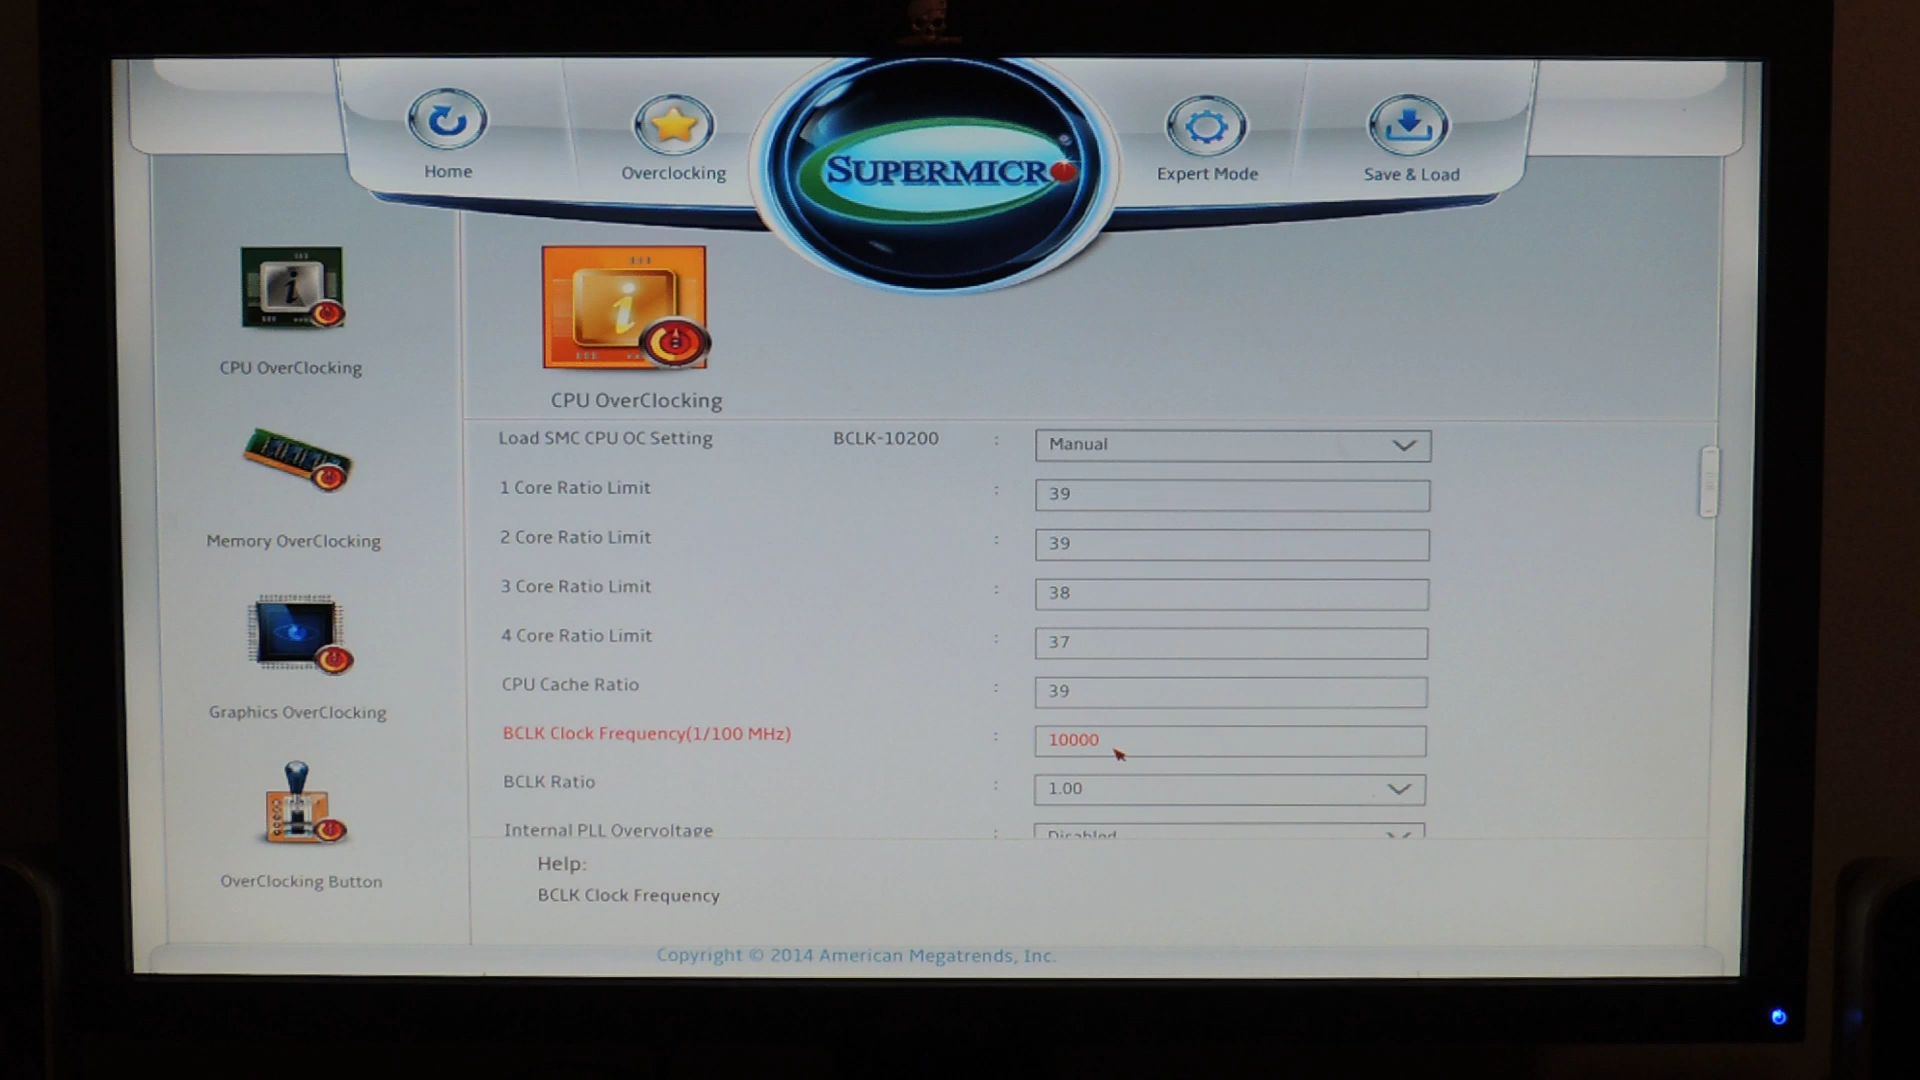 Home
Overclocking
SUPERMICR
Expert Mode
Save & Load
CPU OverClocking
Memory OverClocking
Graphics OverClocking
OverClocking Button
CPU OverClocking
Load SMC CPU OC Setting BCLK-10200 : Manual
1 Core Ratio Limit : 39
2 Core Ratio Limit : 39
3 Core Ratio Limit : 38
4 Core Ratio Limit : 37
CPU Cache Ratio : 39
BCLK Clock Frequency(1/100 MHz) : 10000
BCLK Ratio : 1.00
Internal PLL Overvoltage : Disabled
Help:
BCLK Clock Frequency
Copyright © 2014 American Megatrends, Inc.